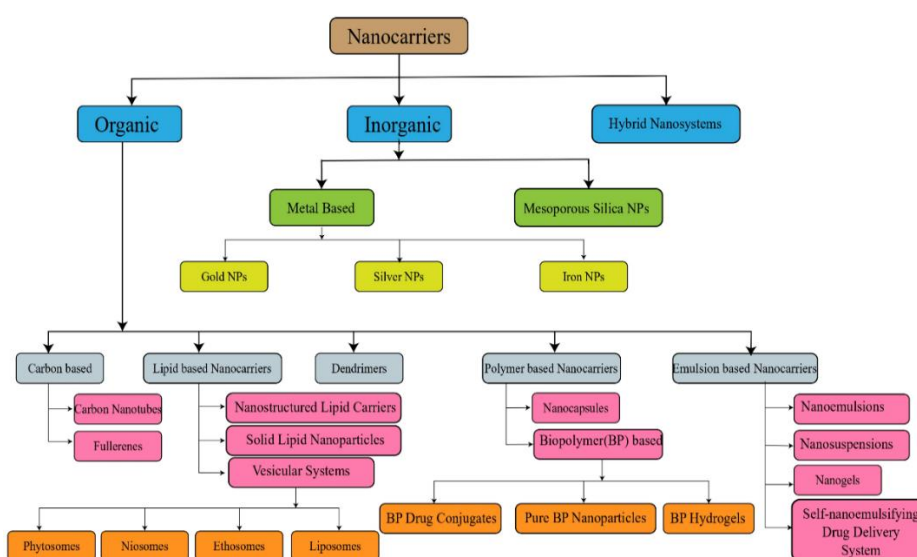 Nanocarriers
Organic
Inorganic
Hybrid Nanosystems
Metal Based
Mesoporous Silica NPs
Gold NPs
Silver NPs
Iron NPs
Carbon based
Lipid based Nanocarriers
Dendrimers
Polymer based Nanocarriers
Emulsion based Nanocarriers
Carbon Nanotubes
Fullerenes
Nanostructured Lipid Carriers
Solid Lipid Nanoparticles
Vesicular Systems
Nanocapsules
Biopolymer(BP) based
Nanoemulsions
Nanosuspensions
Nanogels
Self-nanoemulsifying
Drug Delivery
System
Phytosomes
Niosomes
Ethosomes
Liposomes
BP Drug Conjugates
Pure BP Nanoparticles
BP Hydrogels